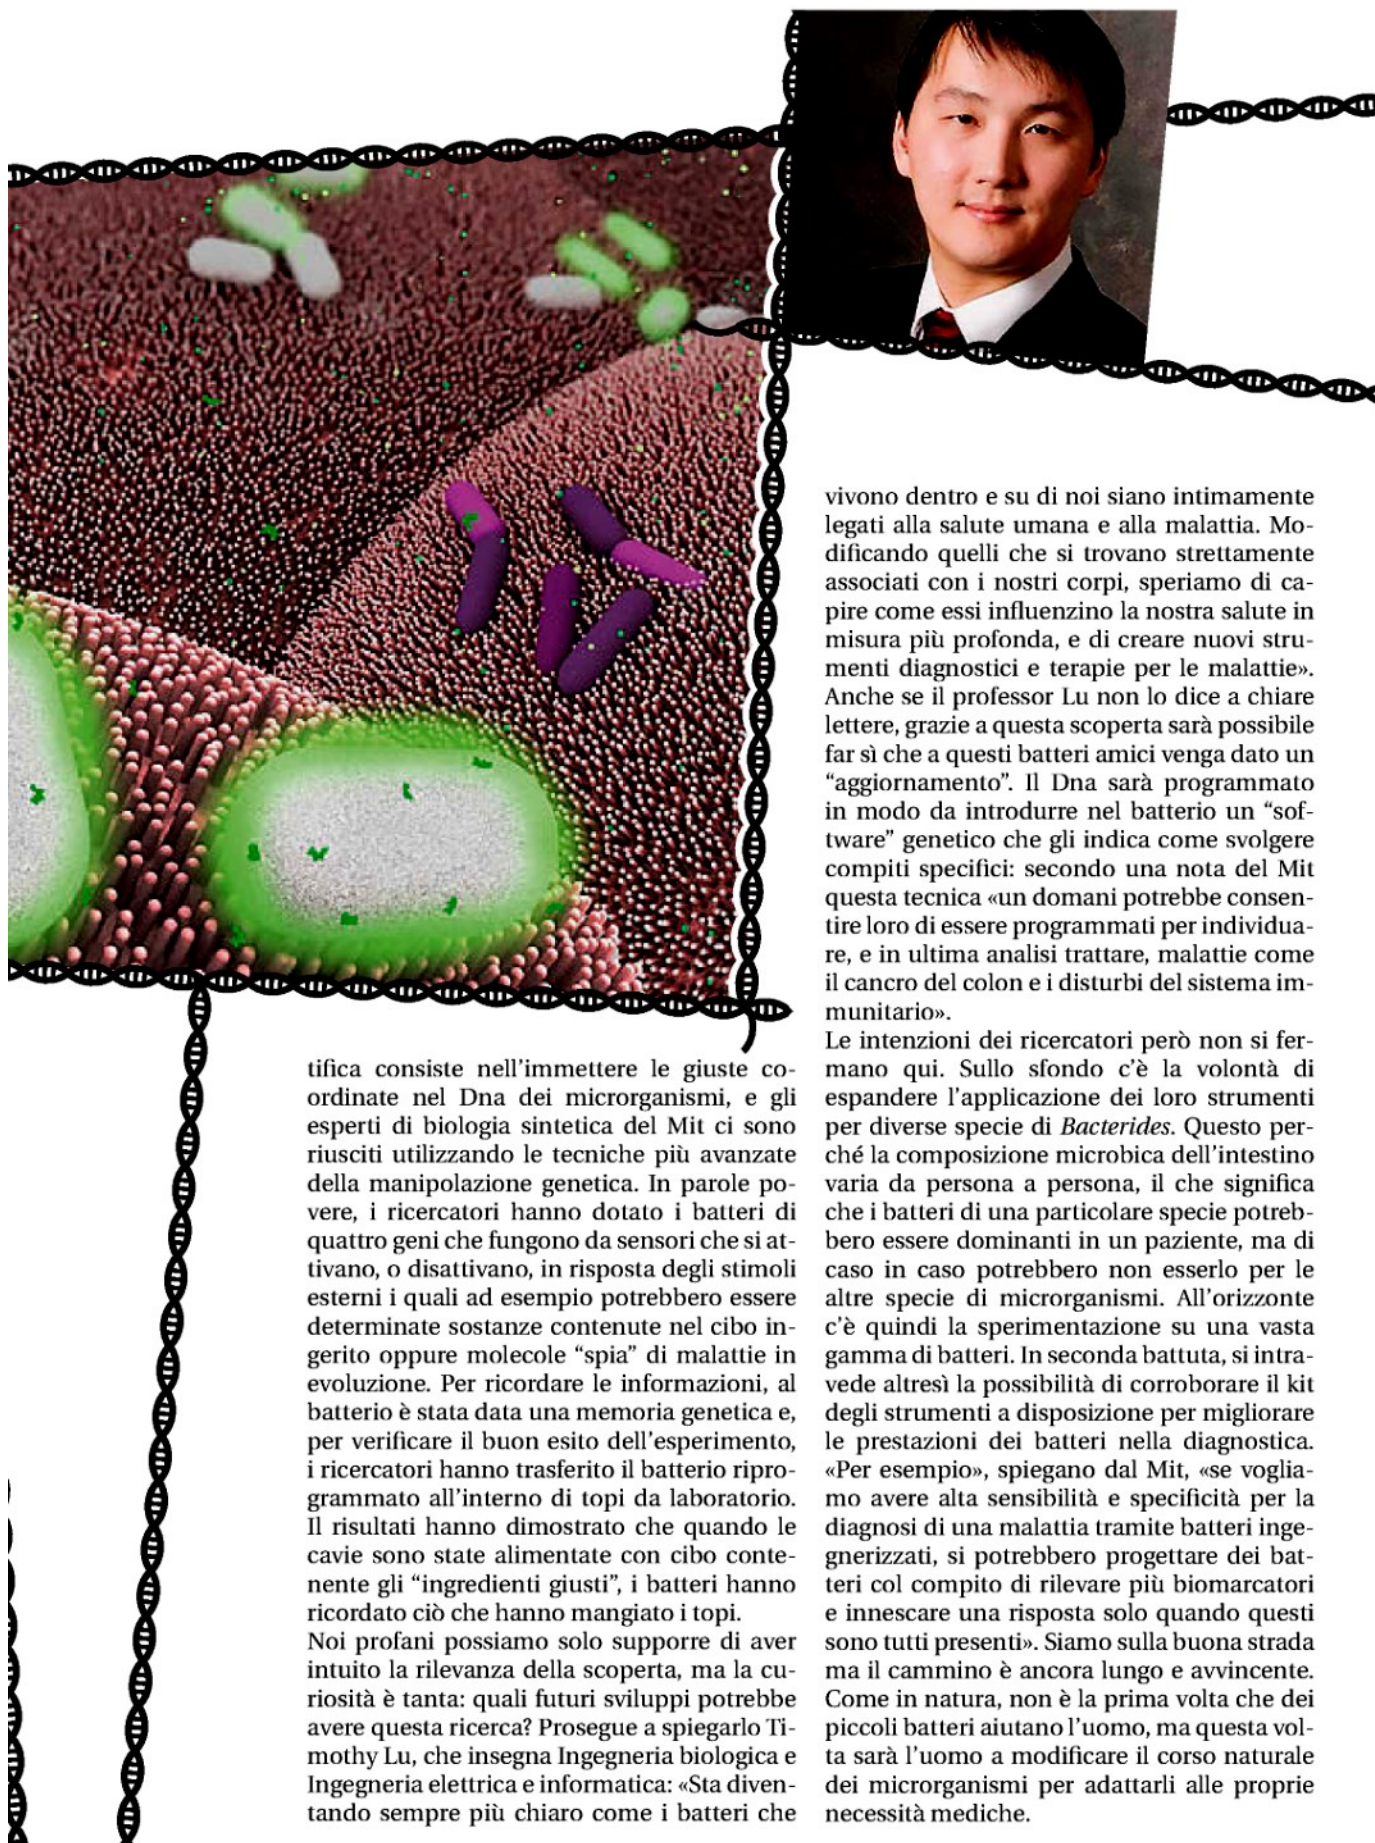 tifica consiste nell'immettere le giuste co-
ordinate nel Dna dei microrganismi, e gli
esperti di biologia sintetica del Mit ci sono
riusciti utilizzando le tecniche più avanzate
della manipolazione genetica. In parole po-
vere, i ricercatori hanno dotato i batteri di
quattro geni che fungono da sensori che si at-
tivano, o disattivano, in risposta degli stimoli
esterni i quali ad esempio potrebbero essere
determinate sostanze contenute nel cibo in-
gerito oppure molecole “spia” di malattie in
evoluzione. Per ricordare le informazioni, al
batterio è stata data una memoria genetica e,
per verificare il buon esito dell'esperimento,
i ricercatori hanno trasferito il batterio ripro-
grammato all'interno di topi da laboratorio.
Il risultati hanno dimostrato che quando le
cavie sono state alimentate con cibo conte-
nente gli “ingredienti giusti”, i batteri hanno
ricordato ciò che hanno mangiato i topi.
Noi profani possiamo solo supporre di aver
intuito la rilevanza della scoperta, ma la cu-
riosità è tanta: quali futuri sviluppi potrebbe
avere questa ricerca? Prosegue a spiegarlo Ti-
mothy Lu, che insegna Ingegneria biologica e
Ingegneria elettrica e informatica: «Sta diven-
tando sempre più chiaro come i batteri che
vivono dentro e su di noi siano intimamente
legati alla salute umana e alla malattia. Mo-
dificando quelli che si trovano strettamente
associati con i nostri corpi, speriamo di ca-
pire come essi influenzino la nostra salute in
misura più profonda, e di creare nuovi stru-
menti diagnostici e terapie per le malattie».
Anche se il professor Lu non lo dice a chiare
lettere, grazie a questa scoperta sarà possibile
far sì che a questi batteri amici venga dato un
“aggiornamento”. Il Dna sarà programmato
in modo da introdurre nel batterio un “sof-
tware” genetico che gli indica come svolgere
compiti specifici: secondo una nota del Mit
questa tecnica «un domani potrebbe consen-
tire loro di essere programmati per individua-
re, e in ultima analisi trattare, malattie come
il cancro del colon e i disturbi del sistema im-
munitario».
Le intenzioni dei ricercatori però non si fer-
mano qui. Sullo sfondo c'è la volontà di
espandere l'applicazione dei loro strumenti
per diverse specie di Bacterides. Questo per-
ché la composizione microbica dell'intestino
varia da persona a persona, il che significa
che i batteri di una particolare specie potreb-
bero essere dominanti in un paziente, ma di
caso in caso potrebbero non esserlo per le
altre specie di microrganismi. All'orizzonte
c'è quindi la sperimentazione su una vasta
gamma di batteri. In seconda battuta, si intra-
vede altresì la possibilità di corroborare il kit
degli strumenti a disposizione per migliorare
le prestazioni dei batteri nella diagnostica.
«Per esempio», spiegano dal Mit, «se voglia-
mo avere alta sensibilità e specificità per la
diagnosi di una malattia tramite batteri inge-
gnerizzati, si potrebbero progettare dei bat-
teri col compito di rilevare più biomarcatori
e innescare una risposta solo quando questi
sono tutti presenti». Siamo sulla buona strada
ma il cammino è ancora lungo e avvincente.
Come in natura, non è la prima volta che dei
piccoli batteri aiutano l'uomo, ma questa vol-
ta sarà l'uomo a modificare il corso naturale
dei microrganismi per adattarli alle proprie
necessità mediche.